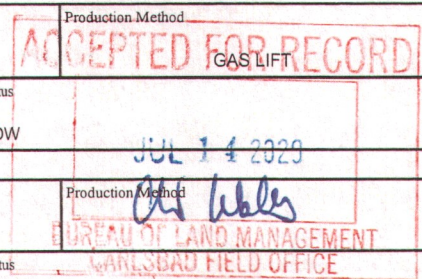 Production Method
ACCEPTED FOR RECORD
GAS LIFT
tus
OW
JUL 14 2020
Production Method
BUREAU OF LAND MANAGEMENT
CARLSBAD FIELD OFFICE
tus